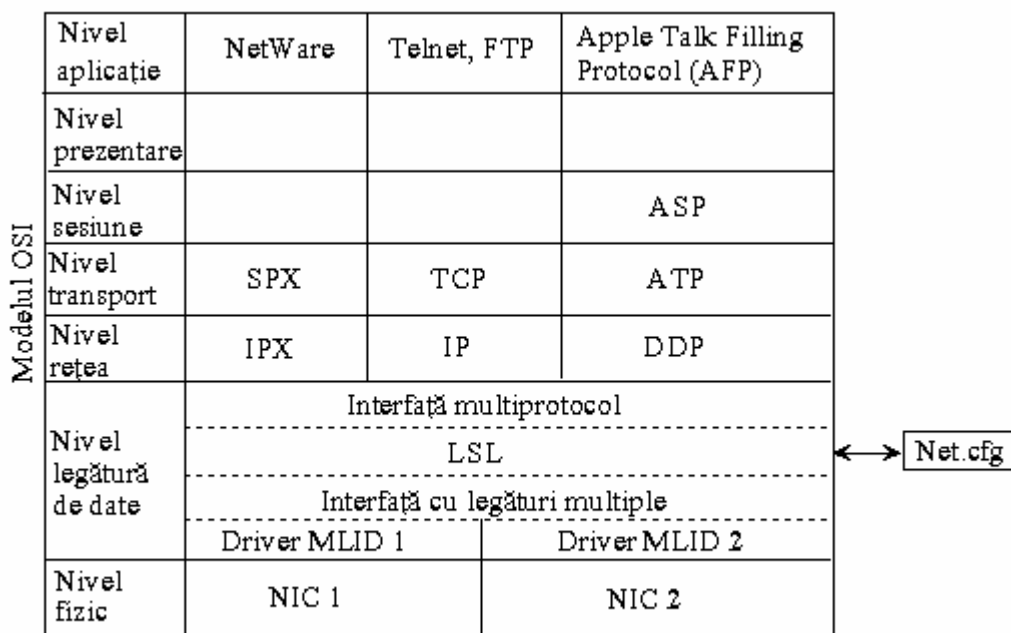 Nivel
aplicație
NetWare
Telnet, FTP
Apple Talk Filling
Protocol (AFP)
Nivel
prezentare
Nivel
sesiune
ASP
Nivel
transport
SPX
TCP
ATP
Nivel
rețea
IPX
IP
DDP
Modelul OSI
Nivel
legătură
de date
Interfață multiprotocol
LSL
Interfață cu legături multiple
Driver MLID 1
Driver MLID 2
Net.cfg
Nivel
fizic
NIC 1
NIC 2